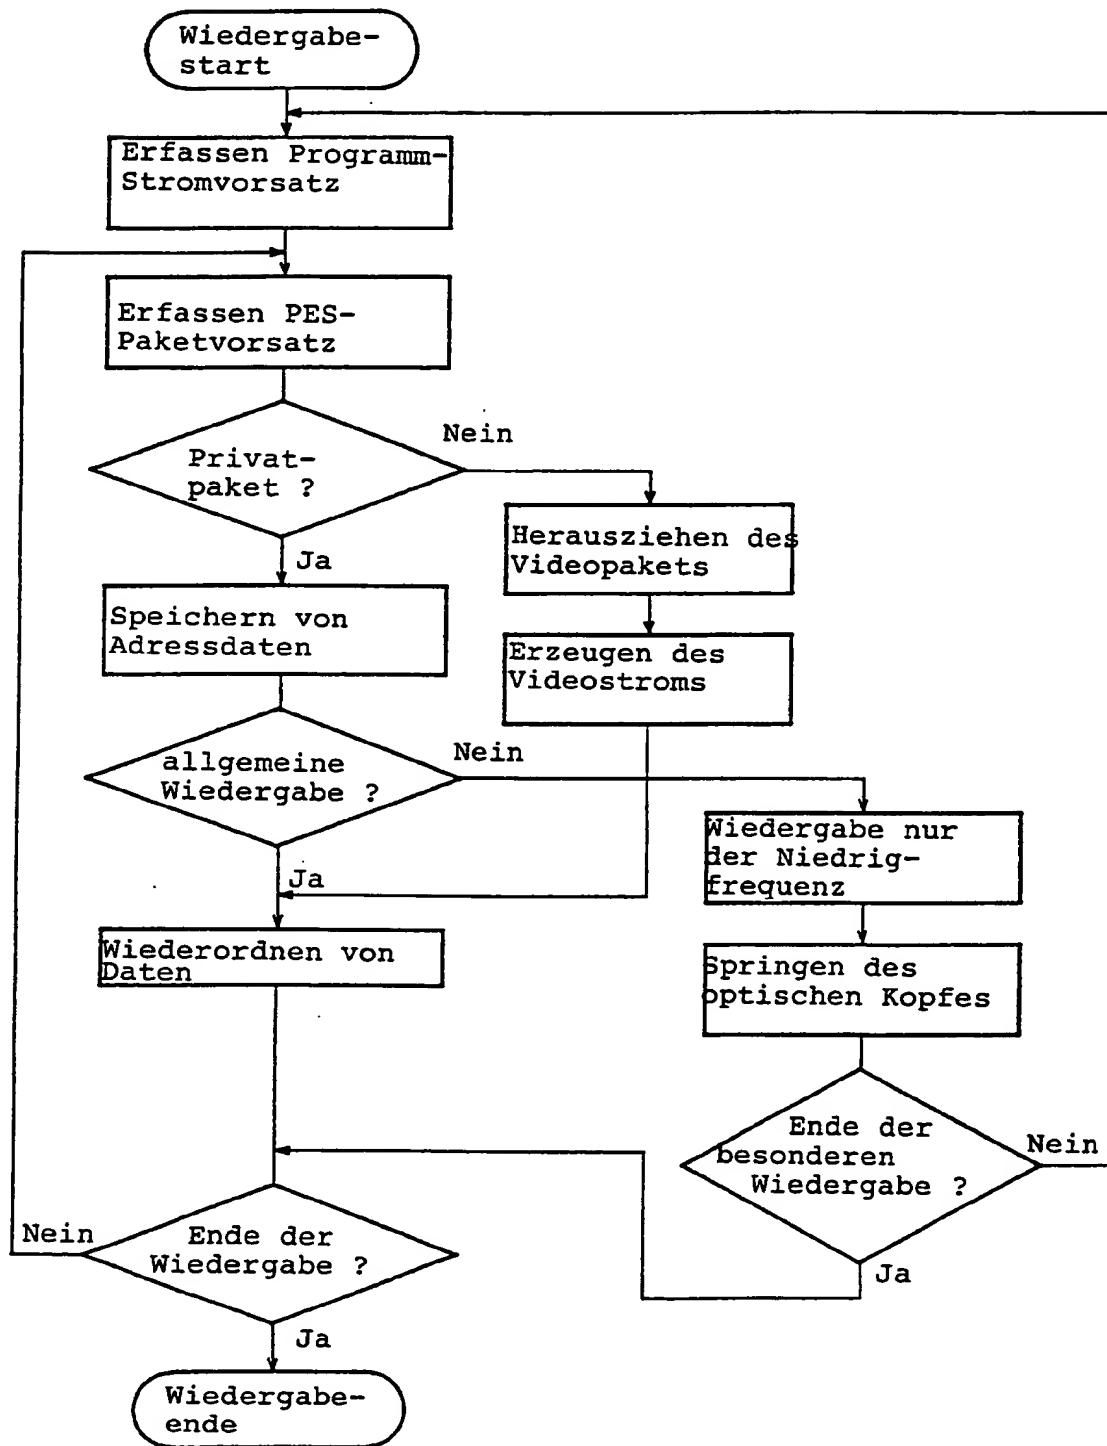 Wiedergabe-
start
Erfassen Programm-
Stromvorsatz
Erfassen PES-
Paketvorsatz
Nein
Privat-
paket ?
Ja
Herausziehen des
Videopakets
Speichern von
Adressdaten
Erzeugen des
Videostroms
Nein
allgemeine
Wiedergabe ?
Ja
Wiedergabe nur
der Niedrig-
frequenz
Wiederordnen von
Daten
Springen des
optischen Kopfes
Ende der
besonderen
Wiedergabe ?
Nein
Ja
Nein
Ende der
Wiedergabe ?
Ja
Wiedergabe-
ende